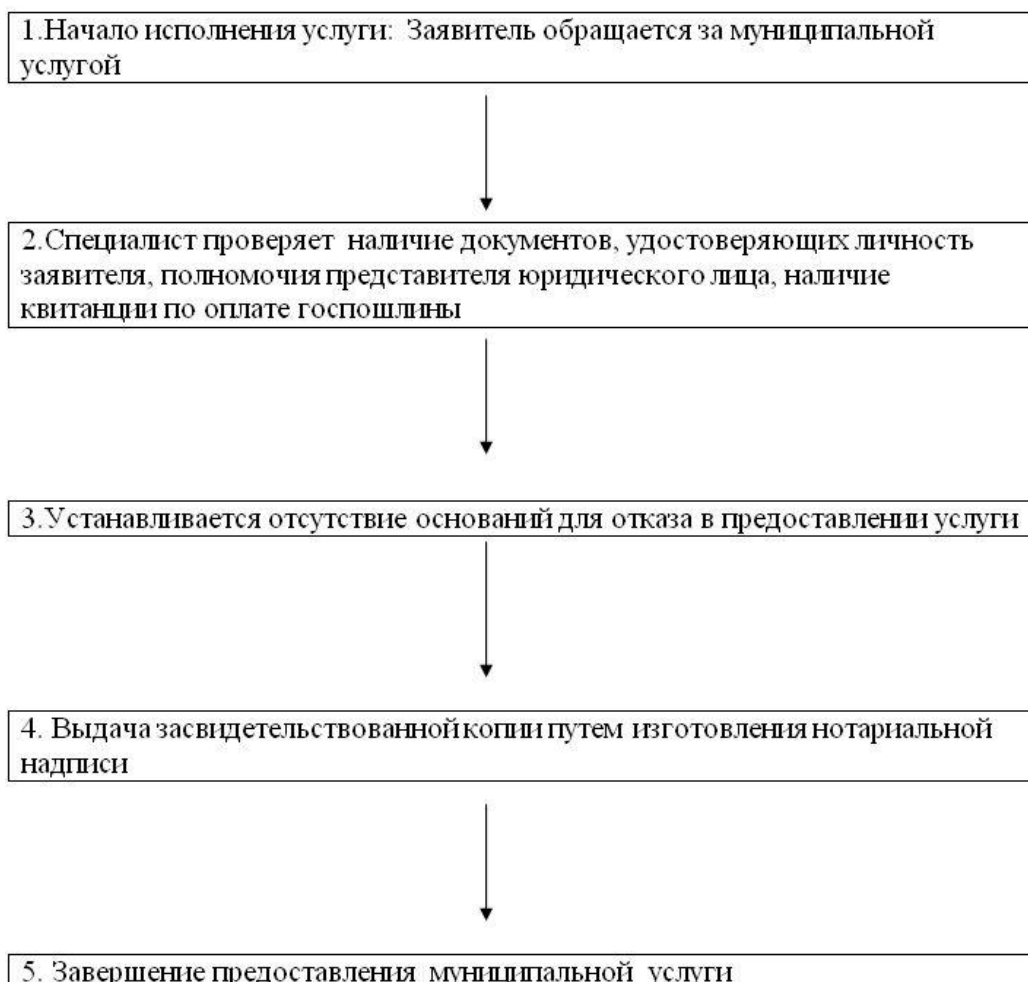 1.Начало исполнения услуги: Заявитель обращается за муниципальной
услугой
2.Специалист проверяет наличие документов, удостоверяющих личность
заявителя, полномочия представителя юридического лица, наличие
квитанции по оплате госпошлины
3.Устанавливается отсутствие оснований для отказа в предоставлении услуги
4. Выдача засвидетельствованной копии путем изготовления нотариальной
надписи
5. Завершение предоставления муниципальной услуги